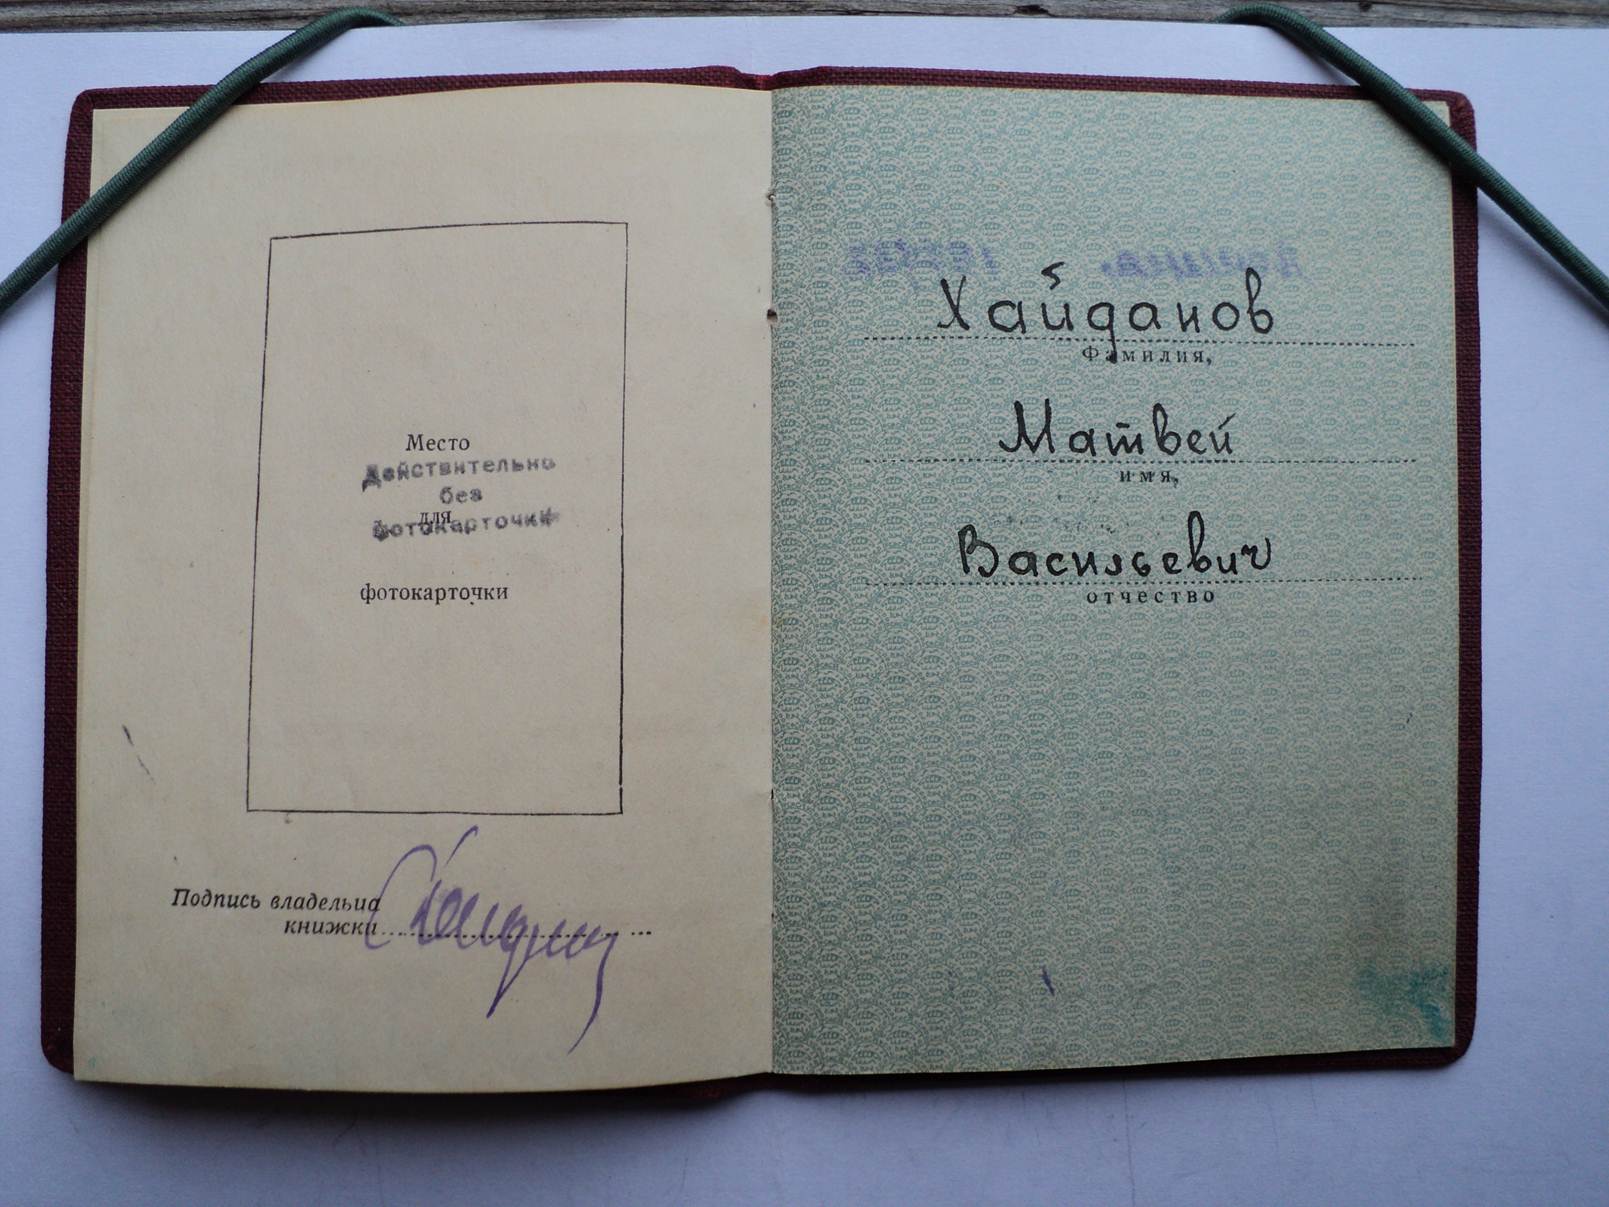 Место
Действительно
без
для
фотокарточки
фотокарточки
Подпись владельца
книжки
Хайданов
Фамилия,
Матвей
имя,
Васильевич
отчество